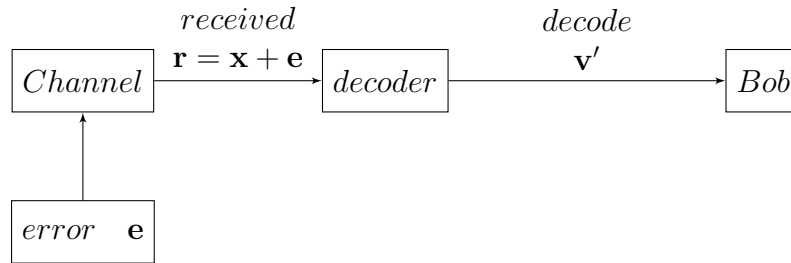 received
r = x + e
decode
v′
Channel
decoder
Bob
error e